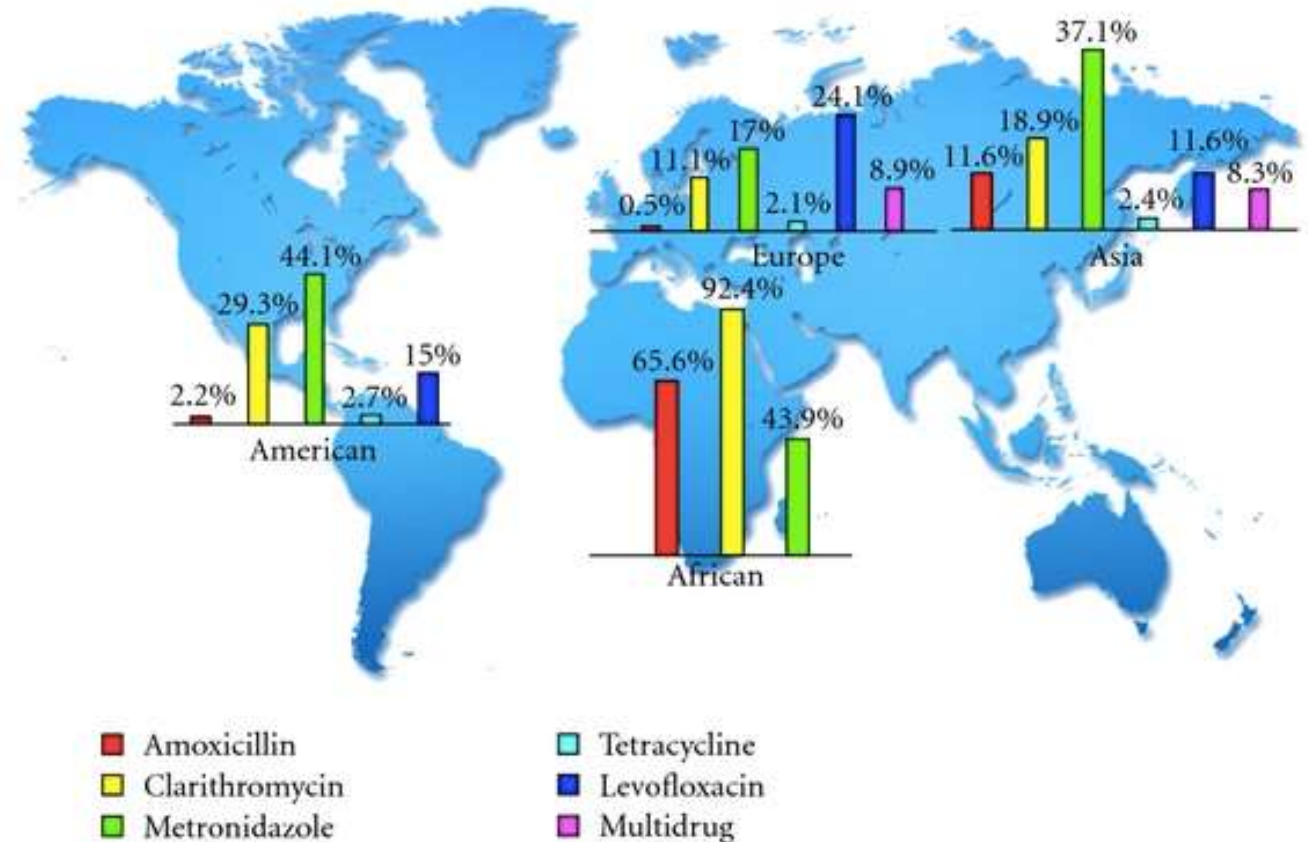 37.1%
24.1%
17%
18.9%
11.1%
11.6%
11.6%
8.9%
8.3%
0.5%
2.1%
2.4%
Europe
Asia
44.1%
92.4%
29.3%
15%
65.6%
2.2%
2.7%
43.9%
American
African
Amoxicillin
Clarithromycin
Metronidazole
Tetracycline
Levofloxacin
Multidrug